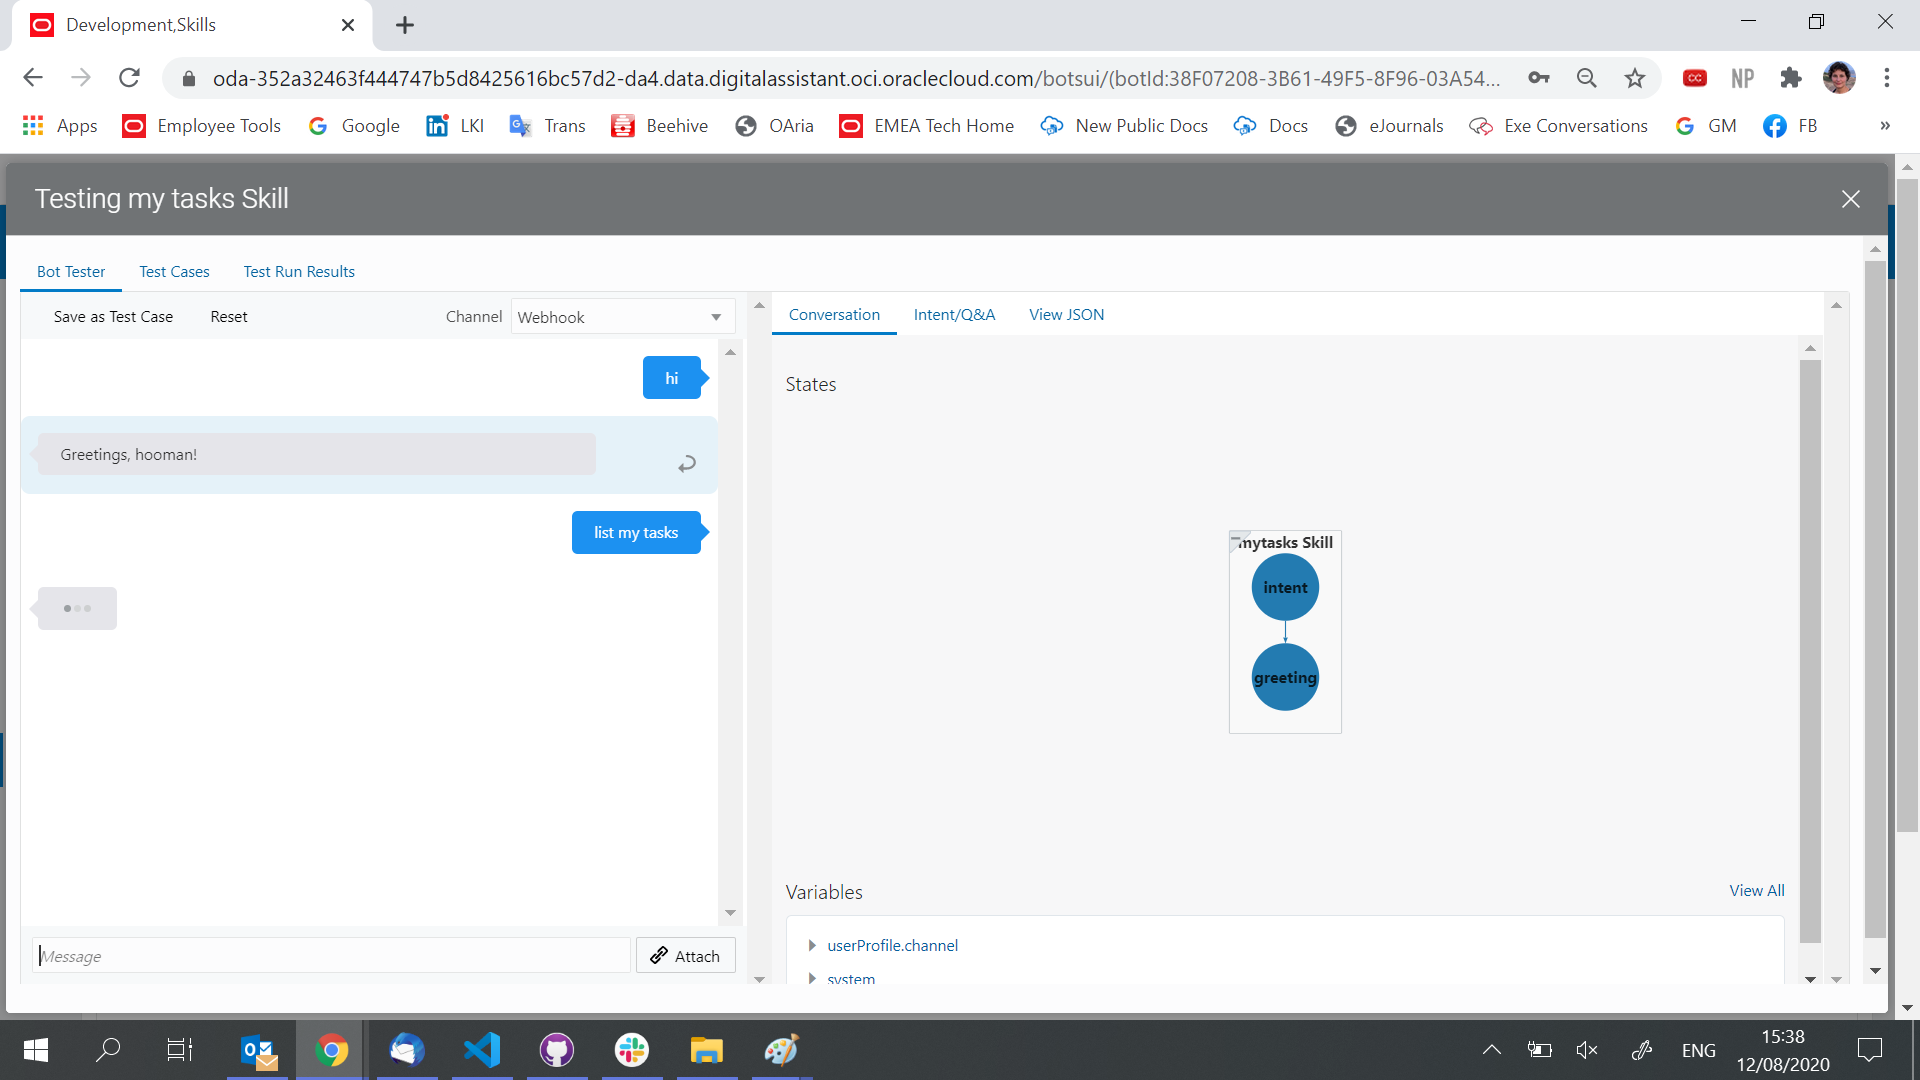 Development,Skills
oda-352a32463f444747b5d8425616bc57d2-da4.data.digitalassistant.oci.oraclecloud.com/botsui/(botId:38F07208-3B61-49F5-8F96-03A54...
CC
NP
Apps
Employee Tools
Google
LKI
Trans
Beehive
OAria
EMEA Tech Home
New Public Docs
Docs
eJournals
Exe Conversations
GM
FB
»
Testing my tasks Skill
Bot Tester
Test Cases
Test Run Results
Save as Test Case
Reset
Channel
Webhook
hi
Greetings, hooman!
list my tasks
Message
Attach
Conversation
Intent/Q&A
View JSON
States
mytasks Skill
intent
greeting
Variables
View All
userProfile.channel
system
ENG
15:38
12/08/2020